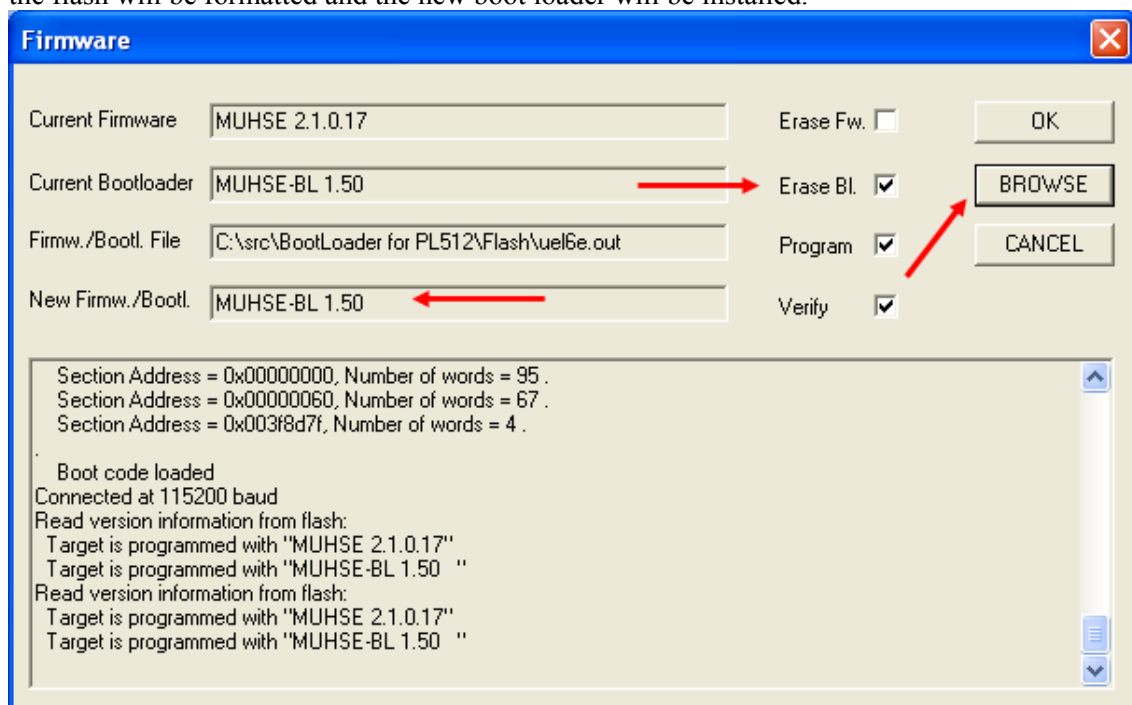 the flash will be formatted and the new boot loader will be installed.
Firmware
Current Firmware MUHSE 2.1.0.17 Erase Fw. OK
Current Bootloader MUHSE-BL 1.50 Erase Bl. BROWSE
Firmw./Bootl. File C:\src\BootLoader for PL512\Flash\uel6e.out Program CANCEL
New Firmw./Bootl. MUHSE-BL 1.50 Verify
Section Address = 0x00000000, Number of words = 95 .
Section Address = 0x00000060, Number of words = 67 .
Section Address = 0x003f8d7f, Number of words = 4 .
.
Boot code loaded
Connected at 115200 baud
Read version information from flash:
Target is programmed with "MUHSE 2.1.0.17"
Target is programmed with "MUHSE-BL 1.50   "
Read version information from flash:
Target is programmed with "MUHSE 2.1.0.17"
Target is programmed with "MUHSE-BL 1.50   "